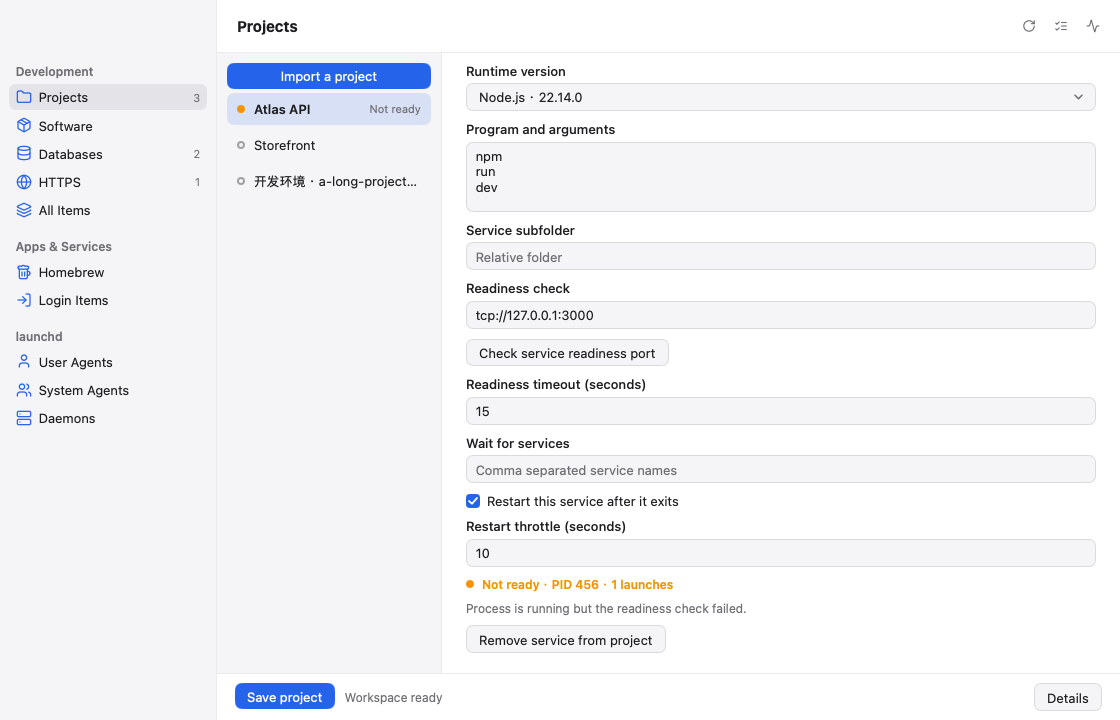 Projects
Development
Projects 3
Software
Databases 2
HTTPS 1
All Items
Apps & Services
Homebrew
Login Items
launchd
User Agents
System Agents
Daemons
Import a project
Atlas API Not ready
Storefront
开发环境 · a-long-project...
Runtime version
Node.js · 22.14.0
Program and arguments
npm
run
dev
Service subfolder
Relative folder
Readiness check
tcp://127.0.0.1:3000
Check service readiness port
Readiness timeout (seconds)
15
Wait for services
Comma separated service names
Restart this service after it exits
Restart throttle (seconds)
10
Not ready · PID 456 · 1 launches
Process is running but the readiness check failed.
Remove service from project
Save project Workspace ready Details